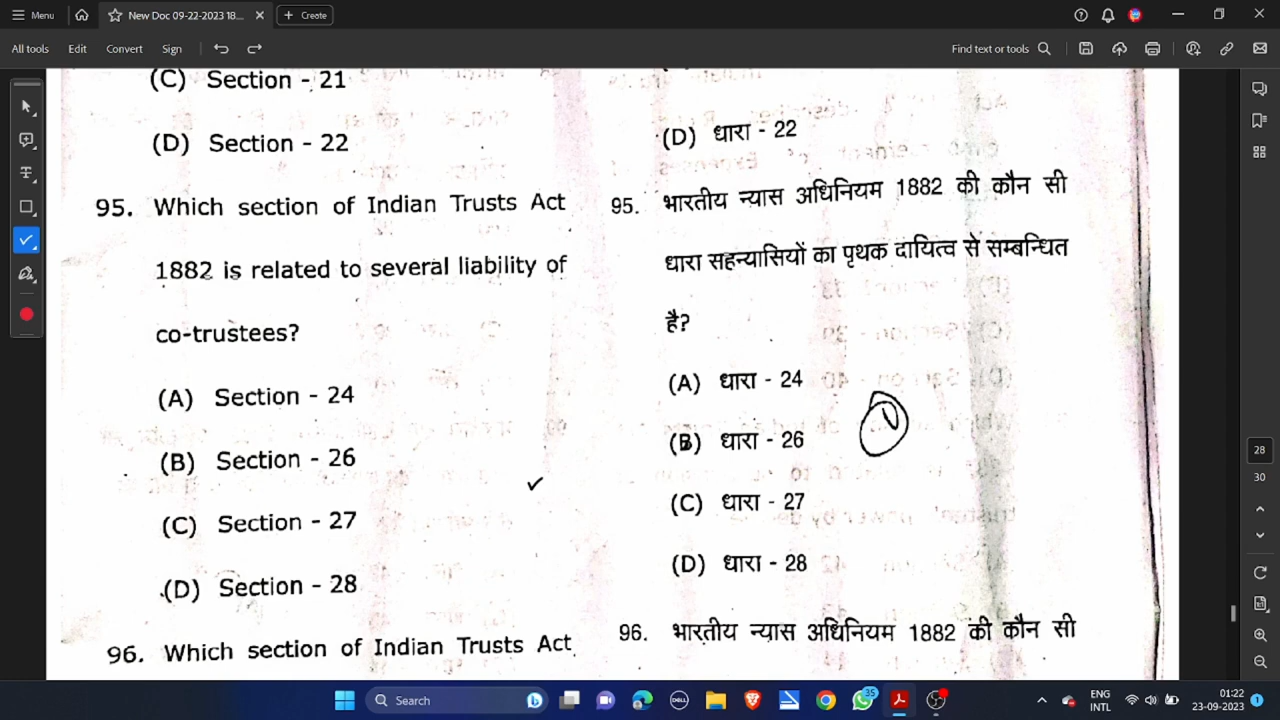 Menu
New Doc 09-22-2023 18...
Create
All tools Edit Convert Sign
Find text or tools
(C) Section - 21
(D) Section - 22
95. Which section of Indian Trusts Act
1882 is related to several liability of
co-trustees?
(A) Section - 24
(B) Section - 26
(C) Section - 27
(D) Section - 28
96. Which section of Indian Trusts Act
(D) धारा - 22
95. भारतीय न्यास अधिनियम 1882 की कौन सी
धारा सहन्यासियों का पृथक दायित्व से सम्बन्धित
है?
(A) धारा - 24
(B) धारा - 26
(C) धारा - 27
(D) धारा - 28
96. भारतीय न्यास अधिनियम 1882 की कौन सी
28
30
Search
35
ENG
INTL
01:22
23-09-2023